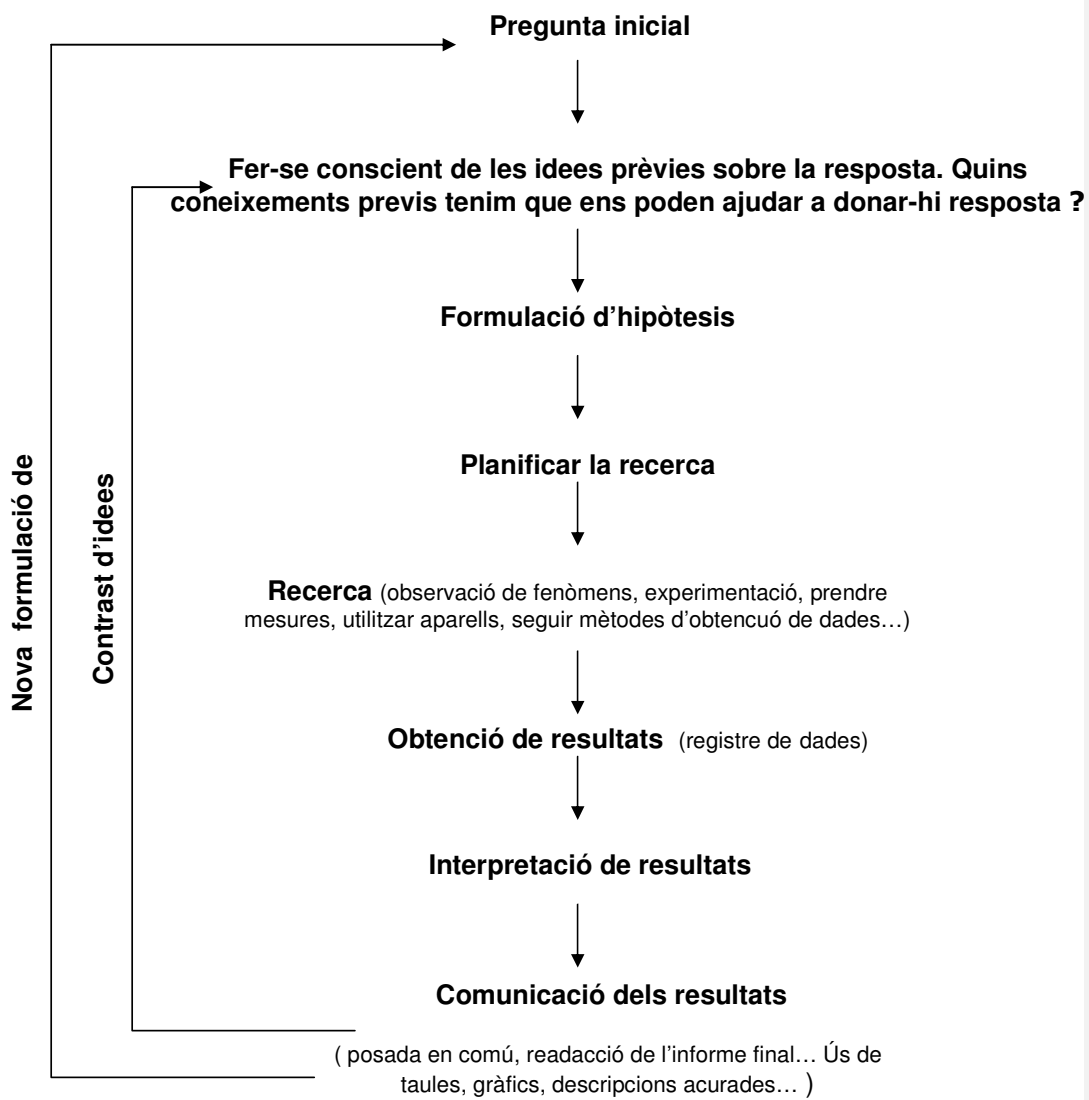 Pregunta inicial
Fer-se conscient de les idees prèvies sobre la resposta. Quins
coneixements previs tenim que ens poden ajudar a donar-hi resposta ?
Formulació d'hipòtesis
Planificar la recerca
Recerca (observació de fenòmens, experimentació, prendre
mesures, utilitzar aparells, seguir mètodes d'obtencuó de dades…)
Obtenció de resultats (registre de dades)
Interpretació de resultats
Comunicació dels resultats
( posada en comú, readacció de l'informe final… Ús de
taules, gràfics, descripcions acurades… )
Contrast d'idees
Nova formulació de